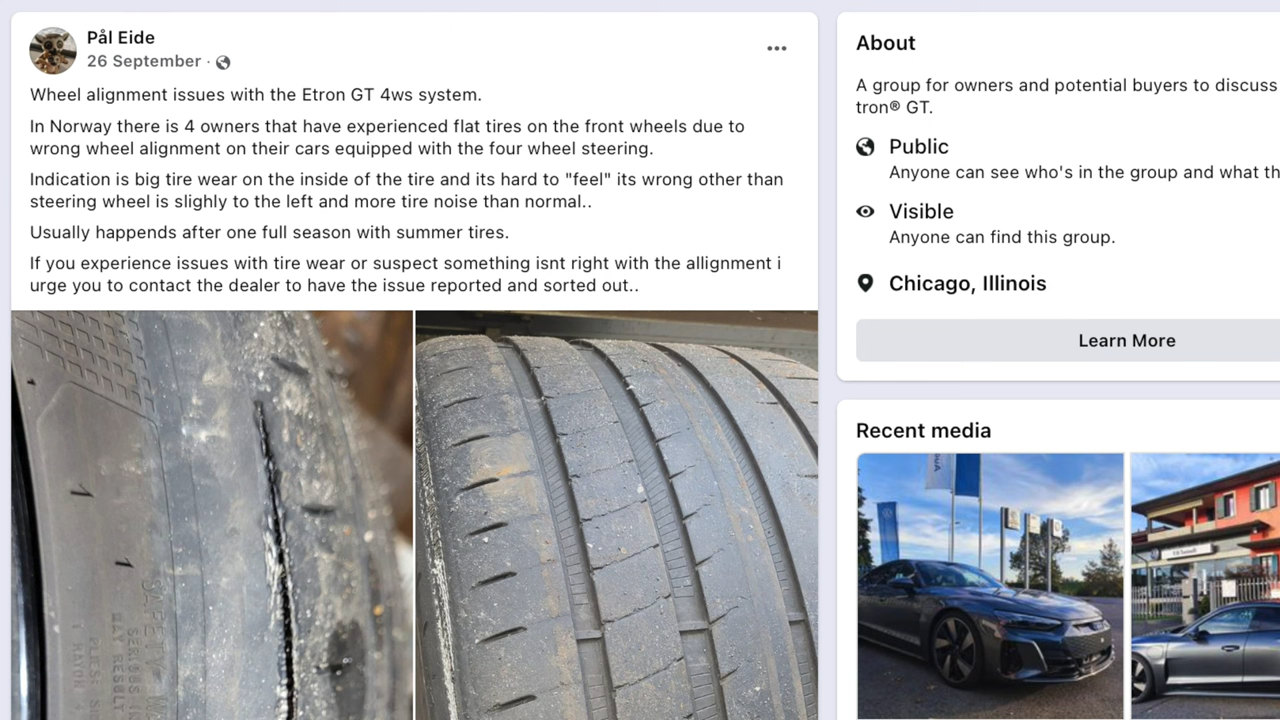 Pål Eide
26 September ·
Wheel alignment issues with the Etron GT 4ws system.
In Norway there is 4 owners that have experienced flat tires on the front wheels due to
wrong wheel alignment on their cars equipped with the four wheel steering.
Indication is big tire wear on the inside of the tire and its hard to "feel" its wrong other than
steering wheel is slighly to the left and more tire noise than normal..
Usually happends after one full season with summer tires.
If you experience issues with tire wear or suspect something isnt right with the allignment i
urge you to contact the dealer to have the issue reported and sorted out..
About
A group for owners and potential buyers to discuss
tron® GT.
Public
Anyone can see who's in the group and what th
Visible
Anyone can find this group.
Chicago, Illinois
Learn More
Recent media